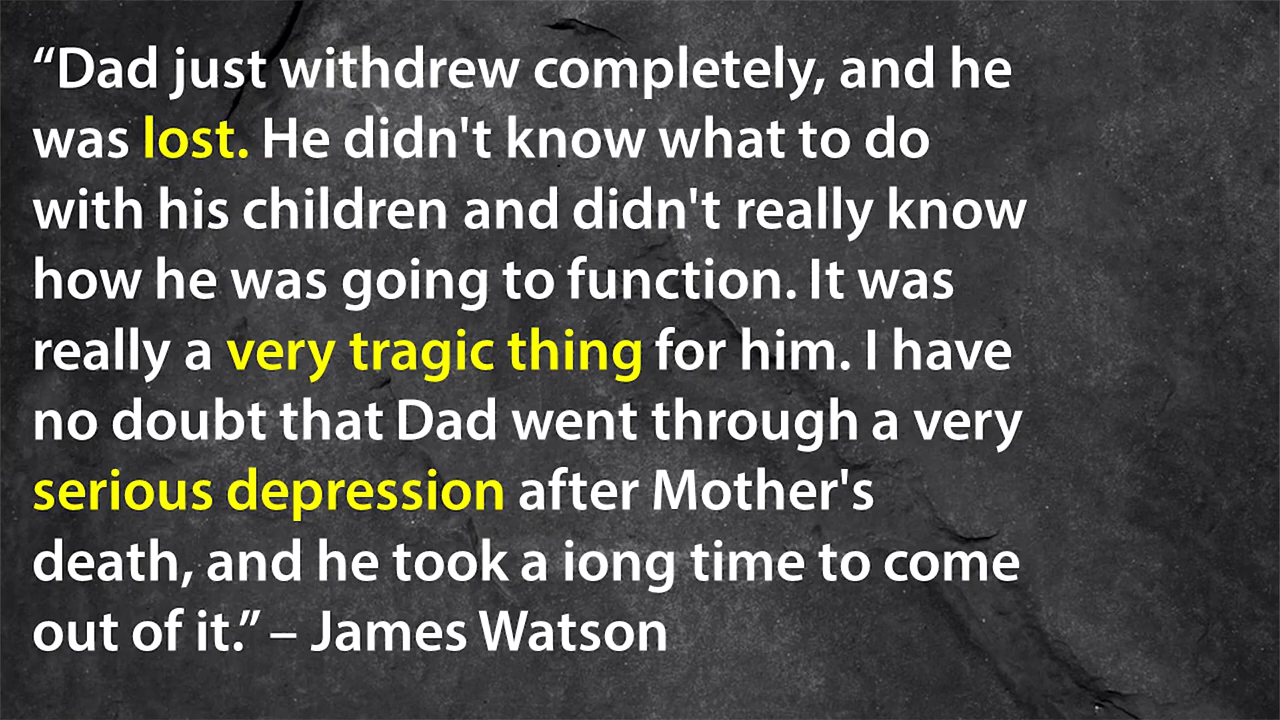 “Dad just withdrew completely, and he
was lost. He didn't know what to do
with his children and didn't really know
how he was going to function. It was
really a very tragic thing for him. I have
no doubt that Dad went through a very
serious depression after Mother's
death, and he took a iong time to come
out of it.” – James Watson